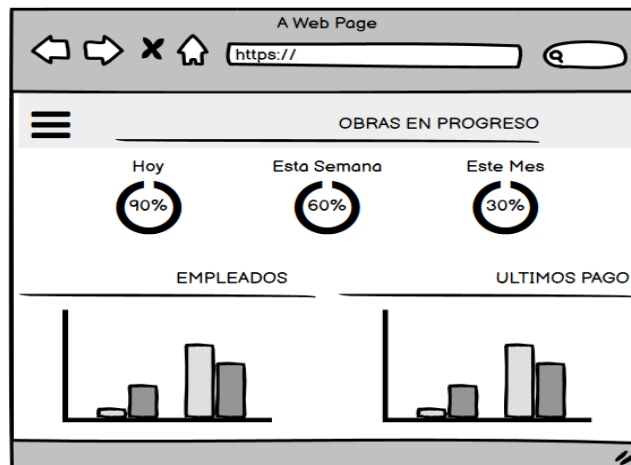 A Web Page
https://
OBRAS EN PROGRESO
Hoy
Esta Semana
Este Mes
90%
60%
30%
EMPLEADOS
ULTIMOS PAGO